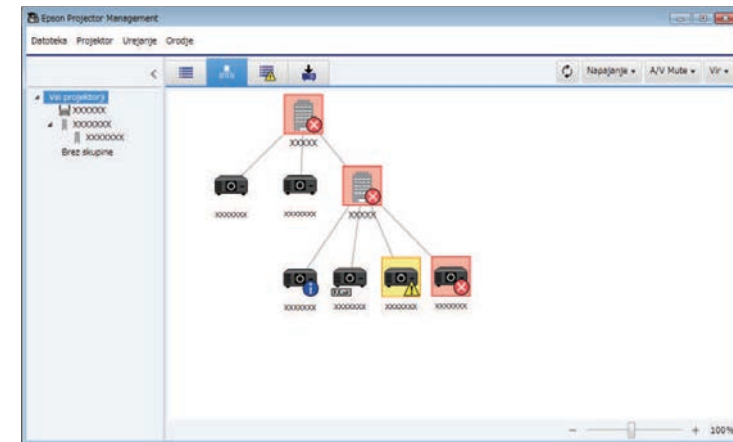 Epson Projector Management
Datoteka Projektor Urejanje Orodje
Napajanje A/V Mute Vir
Vsi projektorji
XXXXXX
XXXXXXX
XXXXXXX
Brez skupine
XXXXX
XXXXXXX
XXXXXXX
XXXXX
XXXXXXX
XXXXXXX
XXXXXXX
XXXXXXX
100%